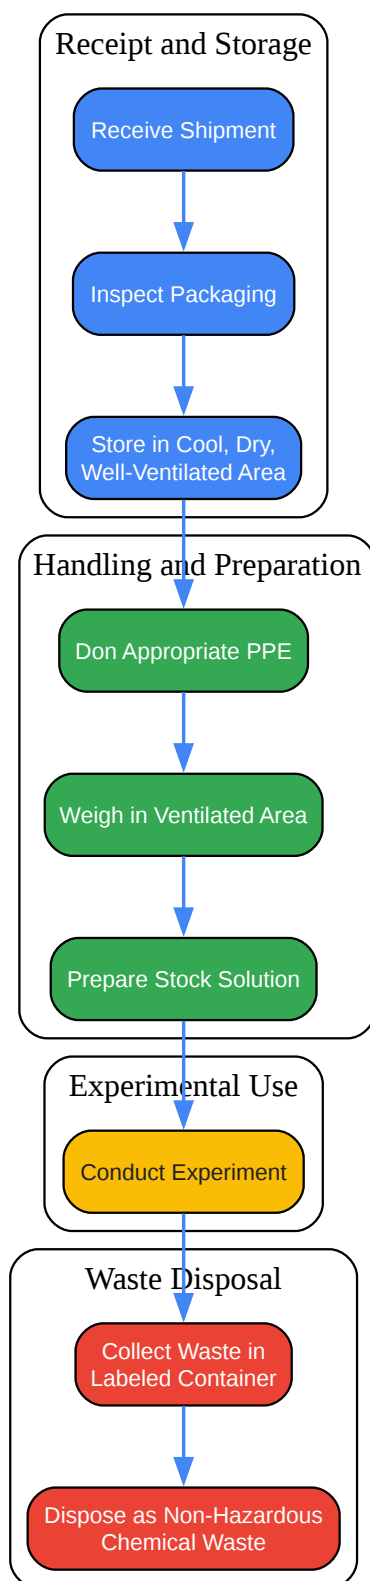 Receipt and Storage
Receive Shipment
Inspect Packaging
Store in Cool, Dry,
Well-Ventilated Area
Handling and Preparation
Don Appropriate PPE
Weigh in Ventilated Area
Prepare Stock Solution
Experimental Use
Conduct Experiment
Waste Disposal
Collect Waste in
Labeled Container
Dispose as Non-Hazardous
Chemical Waste